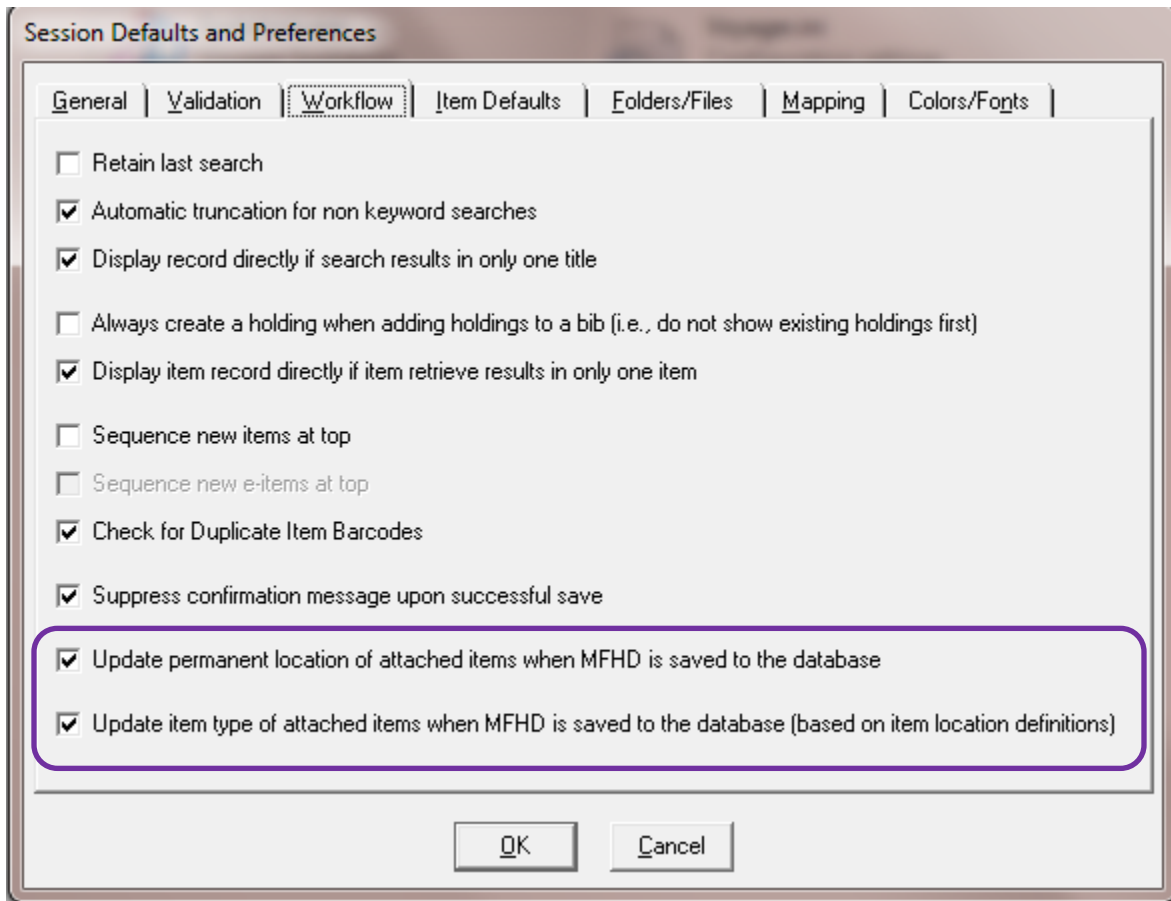 Session Defaults and Preferences
General Validation Workflow Item Defaults Folders/Files Mapping Colors/Fonts
Retain last search
Automatic truncation for non keyword searches
Display record directly if search results in only one title
Always create a holding when adding holdings to a bib (i.e., do not show existing holdings first)
Display item record directly if item retrieve results in only one item
Sequence new items at top
Sequence new e-items at top
Check for Duplicate Item Barcodes
Suppress confirmation message upon successful save
Update permanent location of attached items when MFHD is saved to the database
Update item type of attached items when MFHD is saved to the database (based on item location definitions)
OK Cancel